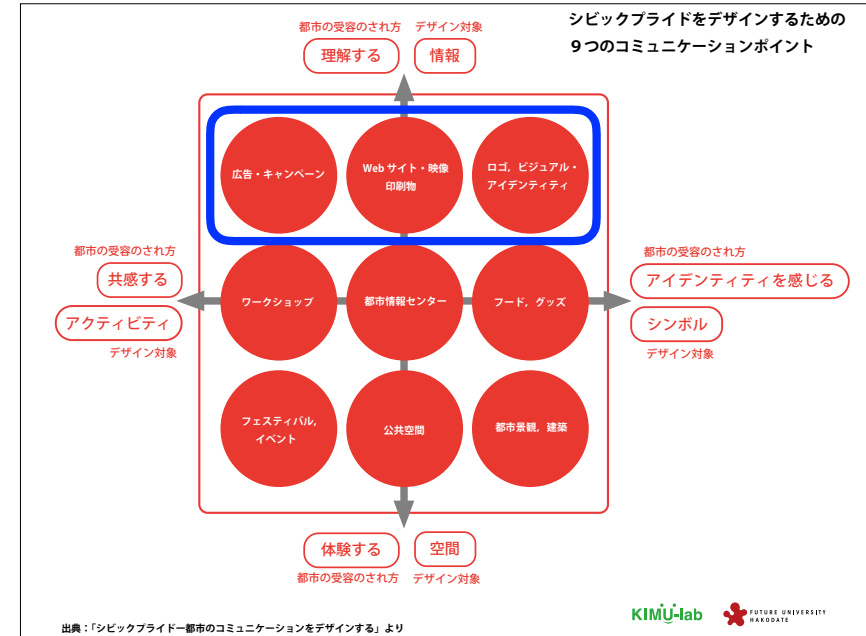 シビックプライドをデザインするための
9つのコミュニケーションポイント
都市の受容のされ方 デザイン対象
理解する 情報
広告・キャンペーン
Web サイト・映像
印刷物
ロゴ, ビジュアル・
アイデンティティ
都市の受容のされ方
共感する
アクティビティ
デザイン対象
ワークショップ
都市情報センター
フード, グッズ
都市の受容のされ方
アイデンティティを感じる
シンボル
デザイン対象
フェスティバル,
イベント
公共空間
都市景観, 建築
体験する 空間
都市の受容のされ方 デザイン対象
出典:「シビックプライドー都市のコミュニケーションをデザインする」より
KIMU-lab
FUTURE UNIVERSITY
HAKODATE